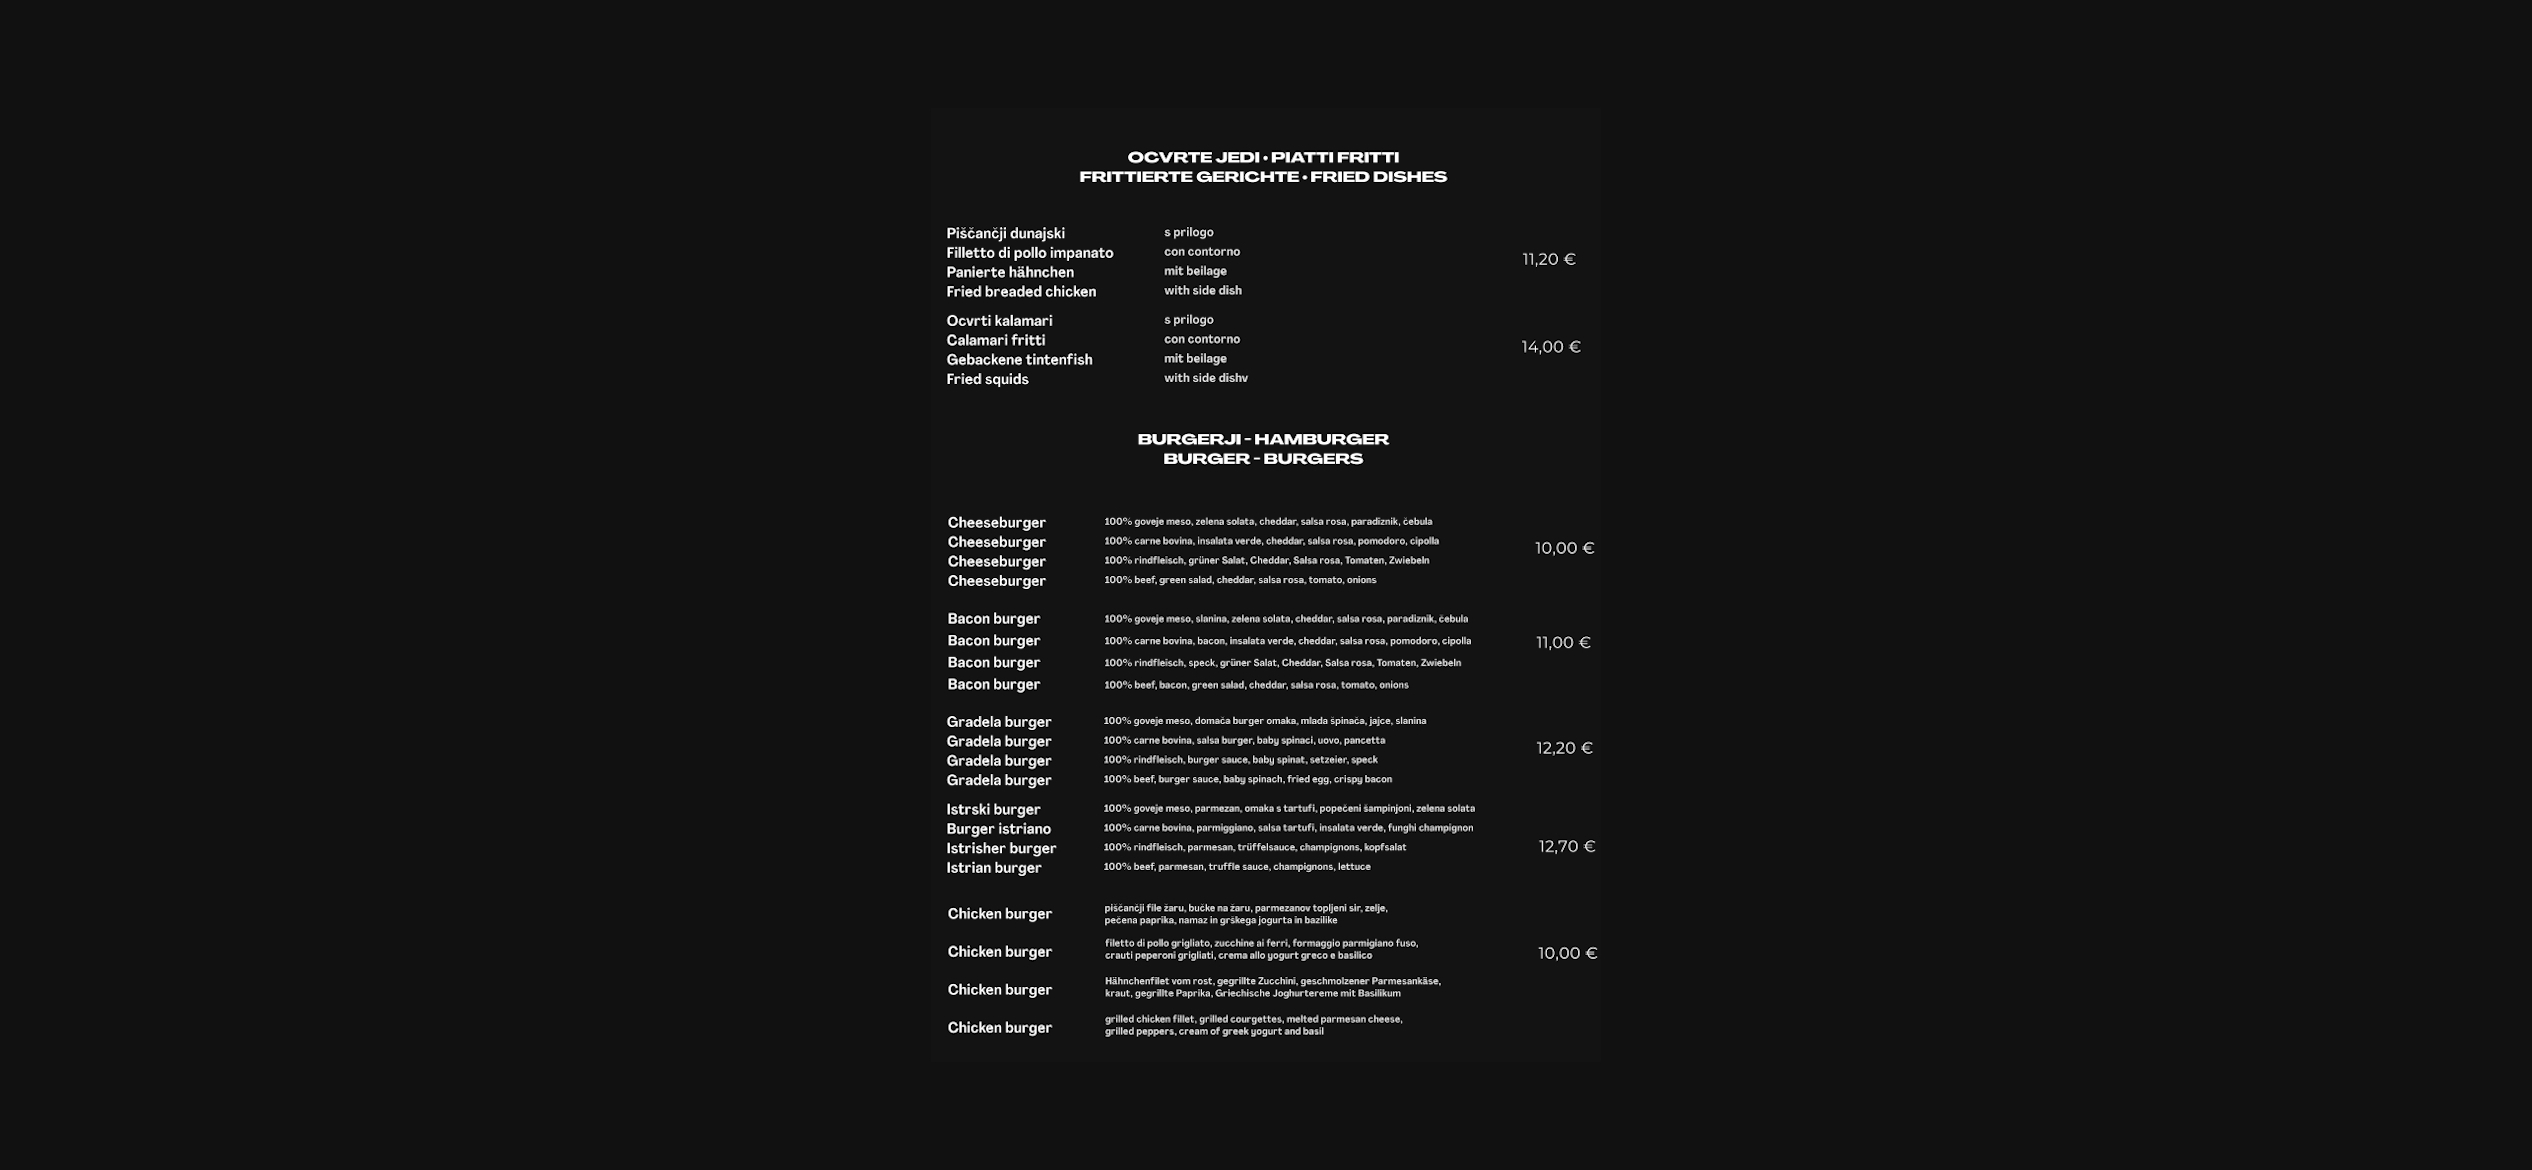 OCVRTE JEDI • PIATTI FRITTI
FRITTIERTE GERICHTE • FRIED DISHES
Piščančji dunajski s prilogo
Filletto di pollo impanato con contorno
11,20 €
Panierte hähnchen mit beilage
Fried breaded chicken with side dish
Ocvrti kalamari s prilogo
Calamari fritti con contorno
14,00 €
Gebackene tintenfish mit beilage
Fried squids with side dishv
BURGERJI - HAMBURGER
BURGER - BURGERS
Cheeseburger 100% goveje meso, zelena solata, cheddar, salsa rosa, paradiznik, čebula
Cheeseburger 100% carne bovina, insalata verde, cheddar, salsa rosa, pomodoro, cipolla
10,00 €
Cheeseburger 100% rindfleisch, grüner Salat, Cheddar, Salsa rosa, Tomaten, Zwiebeln
Cheeseburger 100% beef, green salad, cheddar, salsa rosa, tomato, onions
Bacon burger 100% goveje meso, slanina, zelena solata, cheddar, salsa rosa, paradiznik, čebula
Bacon burger 100% carne bovina, bacon, insalata verde, cheddar, salsa rosa, pomodoro, cipolla
11,00 €
Bacon burger 100% rindfleisch, speck, grüner Salat, Cheddar, Salsa rosa, Tomaten, Zwiebeln
Bacon burger 100% beef, bacon, green salad, cheddar, salsa rosa, tomato, onions
Gradela burger 100% goveje meso, domača burger omaka, mlada špinača, jajce, slanina
Gradela burger 100% carne bovina, salsa burger, baby spinaci, uovo, pancetta
12,20 €
Gradela burger 100% rindfleisch, burger sauce, baby spinat, setzeier, speck
Gradela burger 100% beef, burger sauce, baby spinach, fried egg, crispy bacon
Istrski burger 100% goveje meso, parmezan, omaka s tartufi, popečeni šampinjoni, zelena solata
Burger istriano 100% carne bovina, parmiggiano, salsa tartufi, insalata verde, funghi champignon
12,70 €
Istrisher burger 100% rindfleisch, parmesan, trüffelsauce, champignons, kopfsalat
Istrian burger 100% beef, parmesan, truffle sauce, champignons, lettuce
Chicken burger piščančji file žaru, bučke na žaru, parmezanov topljeni sir, zelje,
pečena paprika, namaz in grškega jogurta in bazilike
Chicken burger filetto di pollo grigliato, zucchine ai ferri, formaggio parmigiano fuso,
crauti peperoni grigliati, crema allo yogurt greco e basilico
10,00 €
Chicken burger Hähnchenfilet vom rost, gegrillte Zucchini, geschmolzener Parmesankäse,
kraut, gegrillte Paprika, Griechische Joghurtereme mit Basilikum
Chicken burger grilled chicken fillet, grilled courgettes, melted parmesan cheese,
grilled peppers, cream of greek yogurt and basil